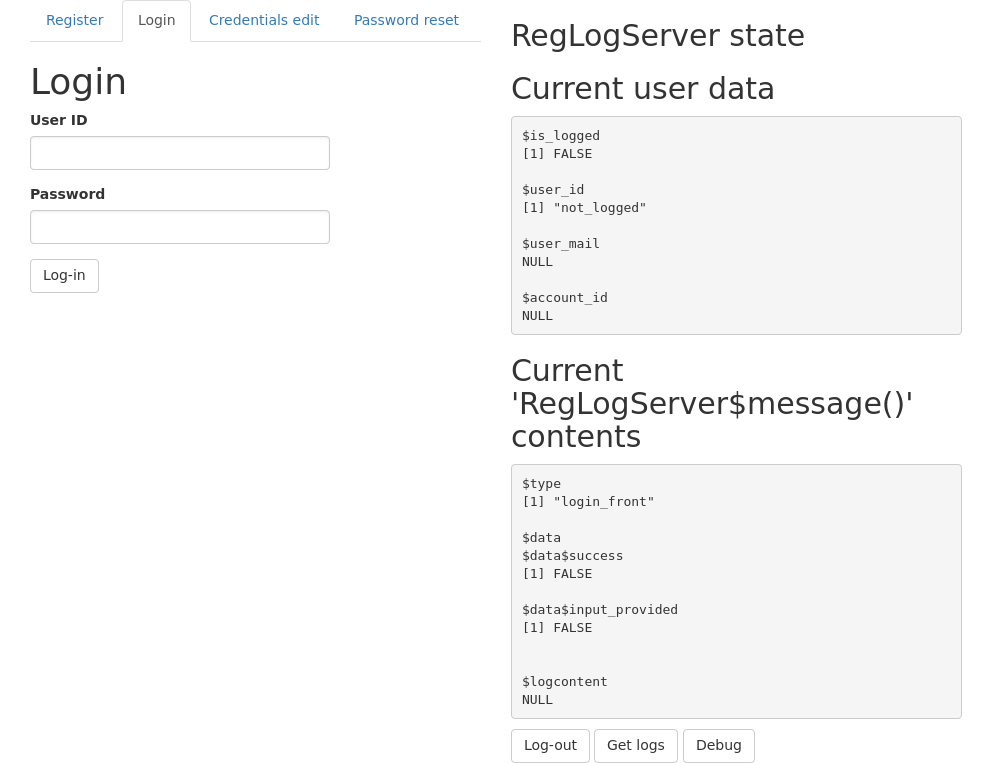 Register Login Credentials edit Password reset
Login
User ID
Password
Log-in
RegLogServer state
Current user data
$is_logged
[1] FALSE
$user_id
[1] "not_logged"
$user_mail
NULL
$account_id
NULL
Current
'RegLogServer$message()'
contents
$type
[1] "login_front"
$data
$data$success
[1] FALSE
$data$input_provided
[1] FALSE
$logcontent
NULL
Log-out Get logs Debug